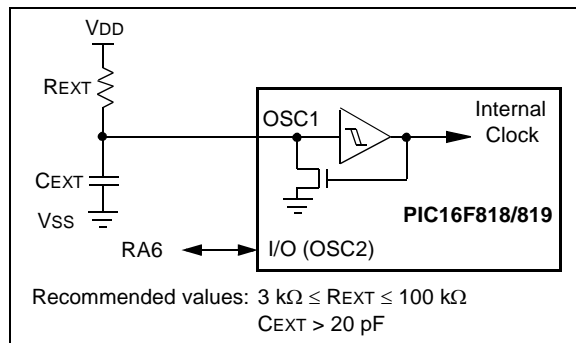 VDD
REXT
OSC1
Internal
Clock
CEXT
VSS
PIC16F818/819
RA6
I/O (OSC2)
Recommended values: 3 kΩ ≤ REXT ≤ 100 kΩ
CEXT > 20 pF